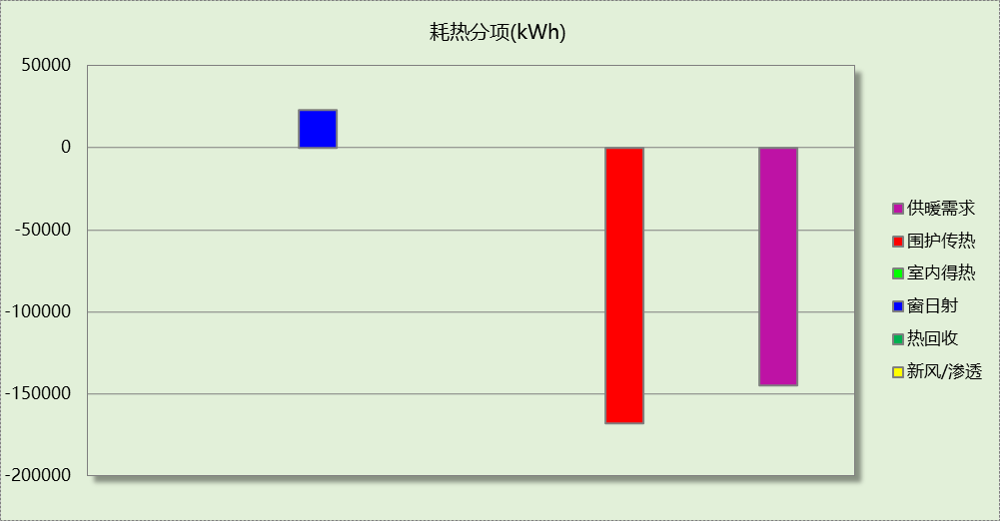 耗热分项(kWh)
50000
0
-50000
-100000
-150000
-200000
供暖需求
围护传热
室内得热
窗日射
热回收
新风/渗透